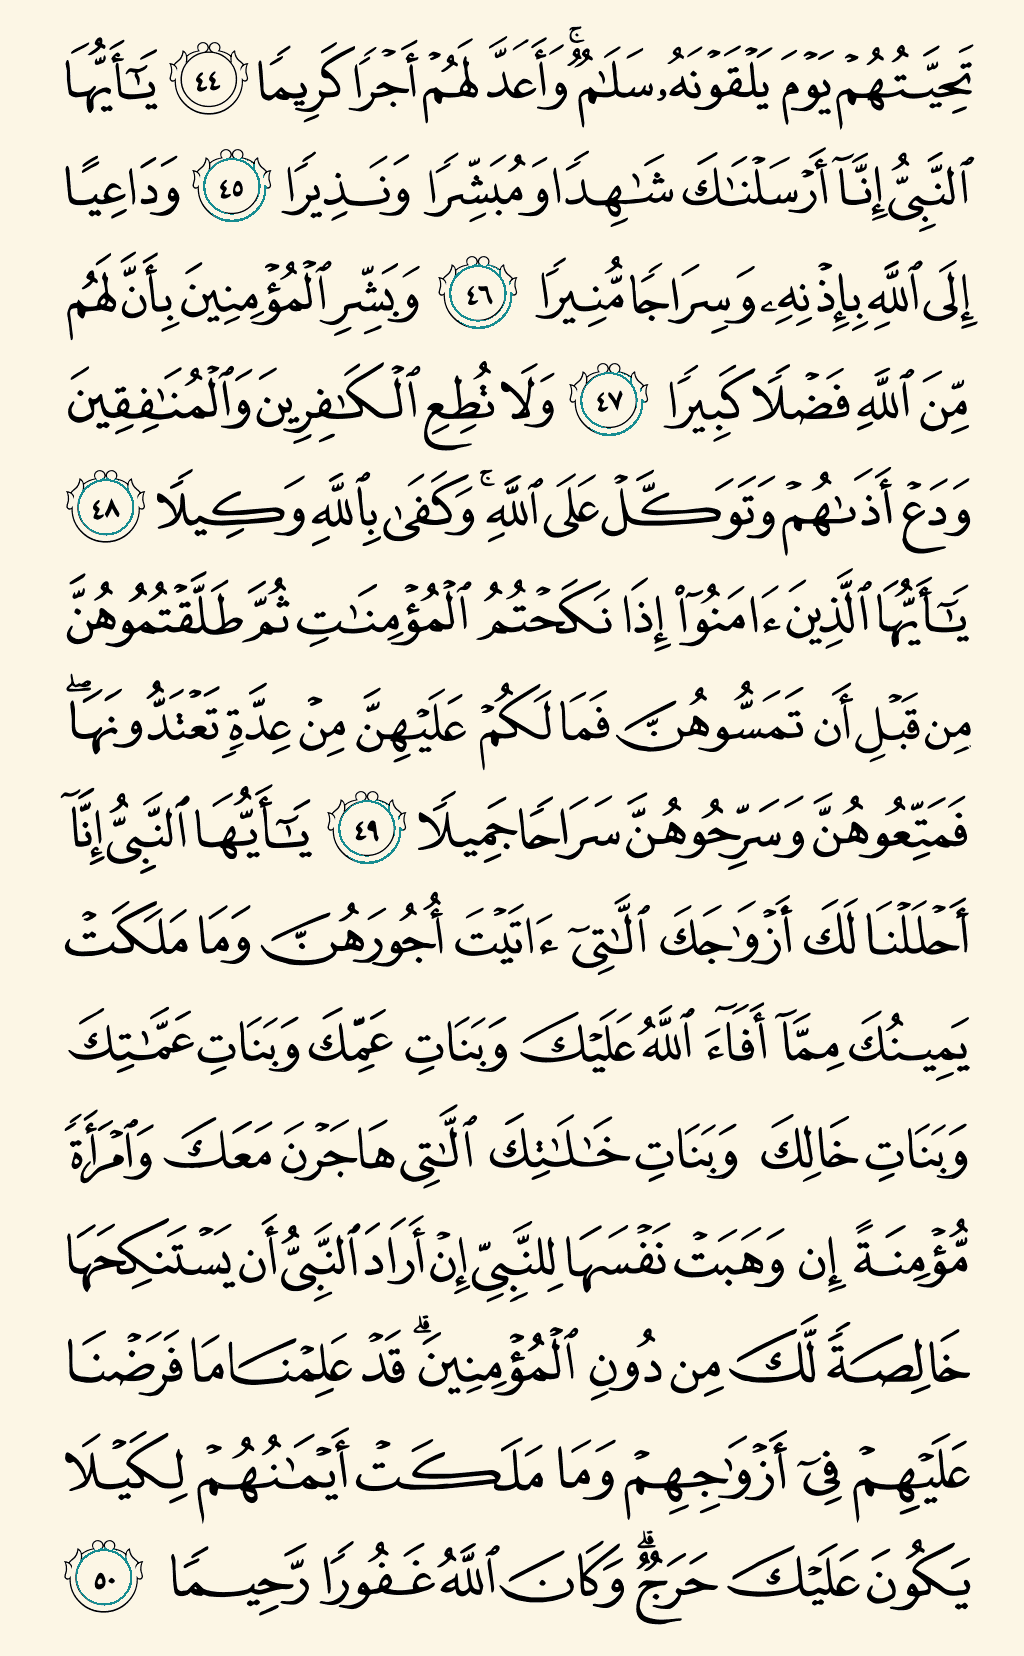 تَحِيَّتُهُمۡ يَوۡمَ يَلۡقَوۡنَهُۥ سَلَٰمٞۚ وَأَعَدَّ لَهُمۡ أَجۡرٗا كَرِيمٗا ٤٤ يَٰٓأَيُّهَا
ٱلنَّبِيُّ إِنَّآ أَرۡسَلۡنَٰكَ شَٰهِدٗا وَمُبَشِّرٗا وَنَذِيرٗا ٤٥ وَدَاعِيًا
إِلَى ٱللَّهِ بِإِذۡنِهِۦ وَسِرَاجٗا مُّنِيرٗا ٤٦ وَبَشِّرِ ٱلۡمُؤۡمِنِينَ بِأَنَّ لَهُم
مِّنَ ٱللَّهِ فَضۡلٗا كَبِيرٗا ٤٧ وَلَا تُطِعِ ٱلۡكَٰفِرِينَ وَٱلۡمُنَٰفِقِينَ
وَدَعۡ أَذَىٰهُمۡ وَتَوَكَّلۡ عَلَى ٱللَّهِۚ وَكَفَىٰ بِٱللَّهِ وَكِيلٗا ٤٨
يَٰٓأَيُّهَا ٱلَّذِينَ ءَامَنُوٓاْ إِذَا نَكَحۡتُمُ ٱلۡمُؤۡمِنَٰتِ ثُمَّ طَلَّقۡتُمُوهُنَّ
مِن قَبۡلِ أَن تَمَسُّوهُنَّ فَمَا لَكُمۡ عَلَيۡهِنَّ مِنۡ عِدَّةٖ تَعۡتَدُّونَهَاۖ
فَمَتِّعُوهُنَّ وَسَرِّحُوهُنَّ سَرَاحٗا جَمِيلٗا ٤٩ يَٰٓأَيُّهَا ٱلنَّبِيُّ إِنَّآ
أَحۡلَلۡنَا لَكَ أَزۡوَٰجَكَ ٱلَّٰتِيٓ ءَاتَيۡتَ أُجُورَهُنَّ وَمَا مَلَكَتۡ
يَمِينُكَ مِمَّآ أَفَآءَ ٱللَّهُ عَلَيۡكَ وَبَنَاتِ عَمِّكَ وَبَنَاتِ عَمَّٰتِكَ
وَبَنَاتِ خَالِكَ وَبَنَاتِ خَٰلَٰتِكَ ٱلَّٰتِي هَاجَرۡنَ مَعَكَ وَٱمۡرَأَةٗ
مُّؤۡمِنَةً إِن وَهَبَتۡ نَفۡسَهَا لِلنَّبِيِّ إِنۡ أَرَادَ ٱلنَّبِيُّ أَن يَسۡتَنكِحَهَا
خَالِصَةٗ لَّكَ مِن دُونِ ٱلۡمُؤۡمِنِينَۗ قَدۡ عَلِمۡنَا مَا فَرَضۡنَا
عَلَيۡهِمۡ فِيٓ أَزۡوَٰجِهِمۡ وَمَا مَلَكَتۡ أَيۡمَٰنُهُمۡ لِكَيۡلَا
يَكُونَ عَلَيۡكَ حَرَجٞۗ وَكَانَ ٱللَّهُ غَفُورٗا رَّحِيمٗا ٥٠